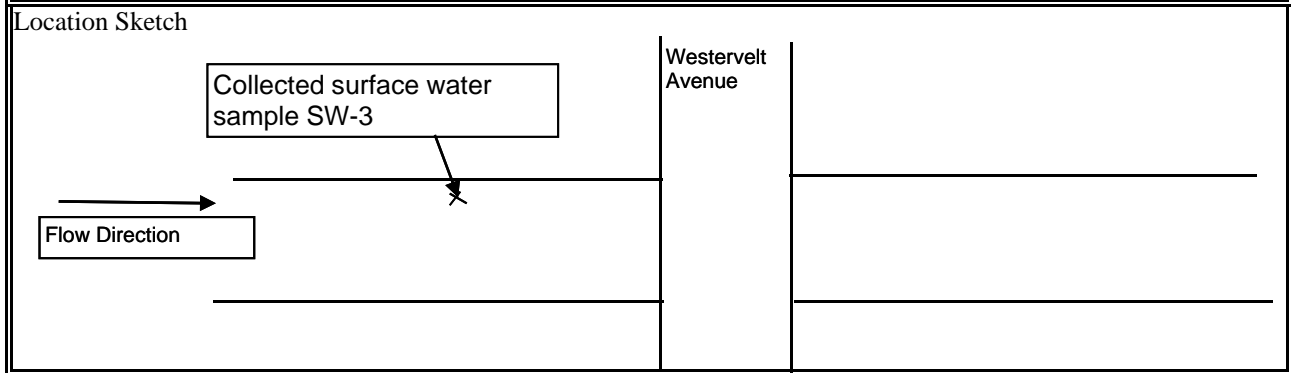 Location Sketch
Westervelt
Avenue
Collected surface water
sample SW-3
Flow Direction